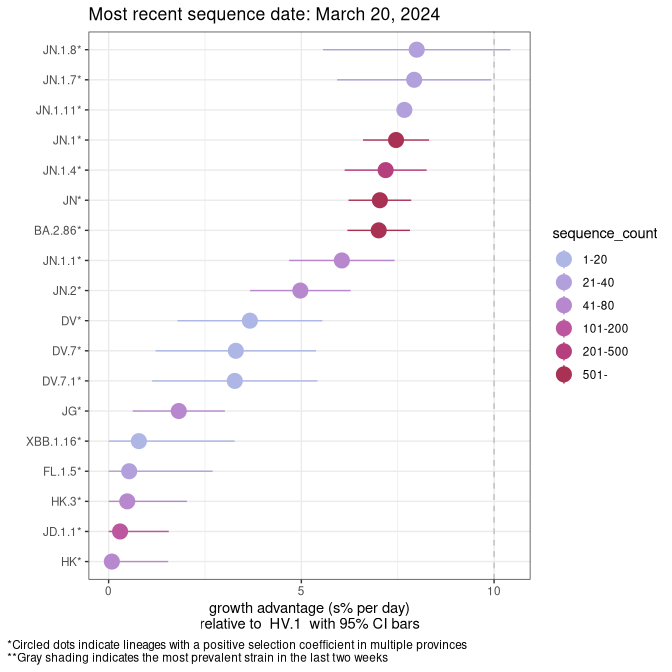 Most recent sequence date: March 20, 2024
JN.1.8*
JN.1.7*
JN.1.11*
JN.1*
JN.1.4*
JN*
BA.2.86*
JN.1.1*
JN.2*
DV*
DV.7*
DV.7.1*
JG*
XBB.1.16*
FL.1.5*
HK.3*
JD.1.1*
HK*
0 5 10
growth advantage (s% per day)
relative to HV.1 with 95% CI bars
sequence_count
1-20
21-40
41-80
101-200
201-500
501-
*Circled dots indicate lineages with a positive selection coefficient in multiple provinces
**Gray shading indicates the most prevalent strain in the last two weeks